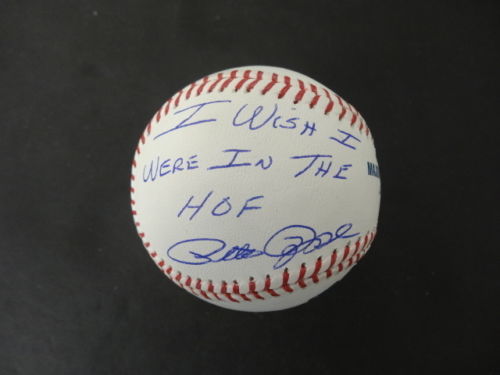 I Wish I
Were In The
HOF
Pete Rose